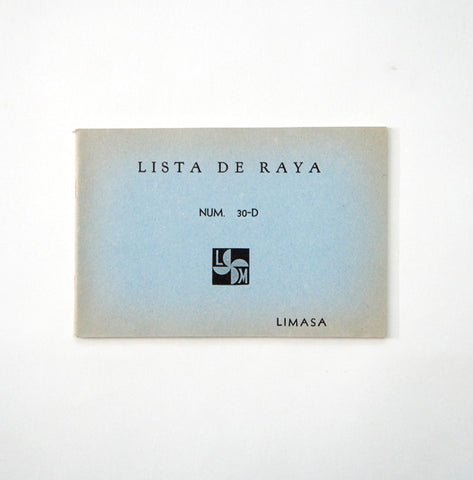 LISTA DE RAYA
NUM. 30-D
L M
LIMASA